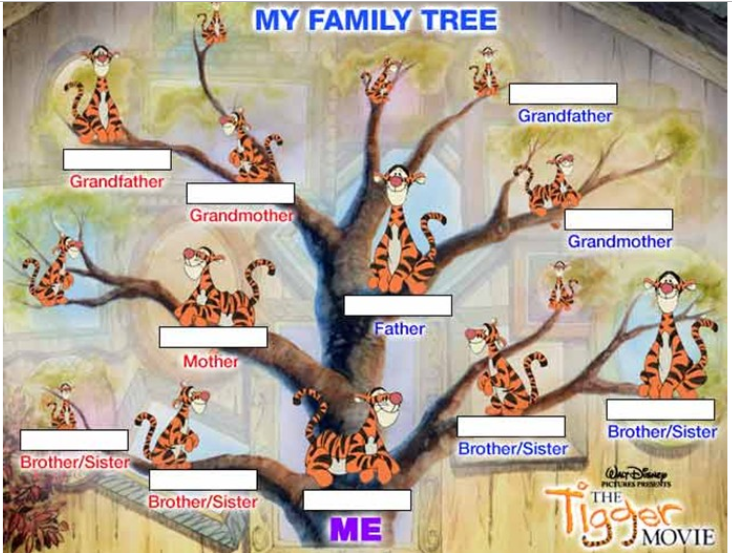 MY FAMILY TREE
Grandfather
Grandfather
Grandmother
Grandmother
Father
Mother
Brother/Sister
Brother/Sister
Brother/Sister
Brother/Sister
ME
WALT DISNEY
PICTURES PRESENTS
THE
Tigger
MOVIE